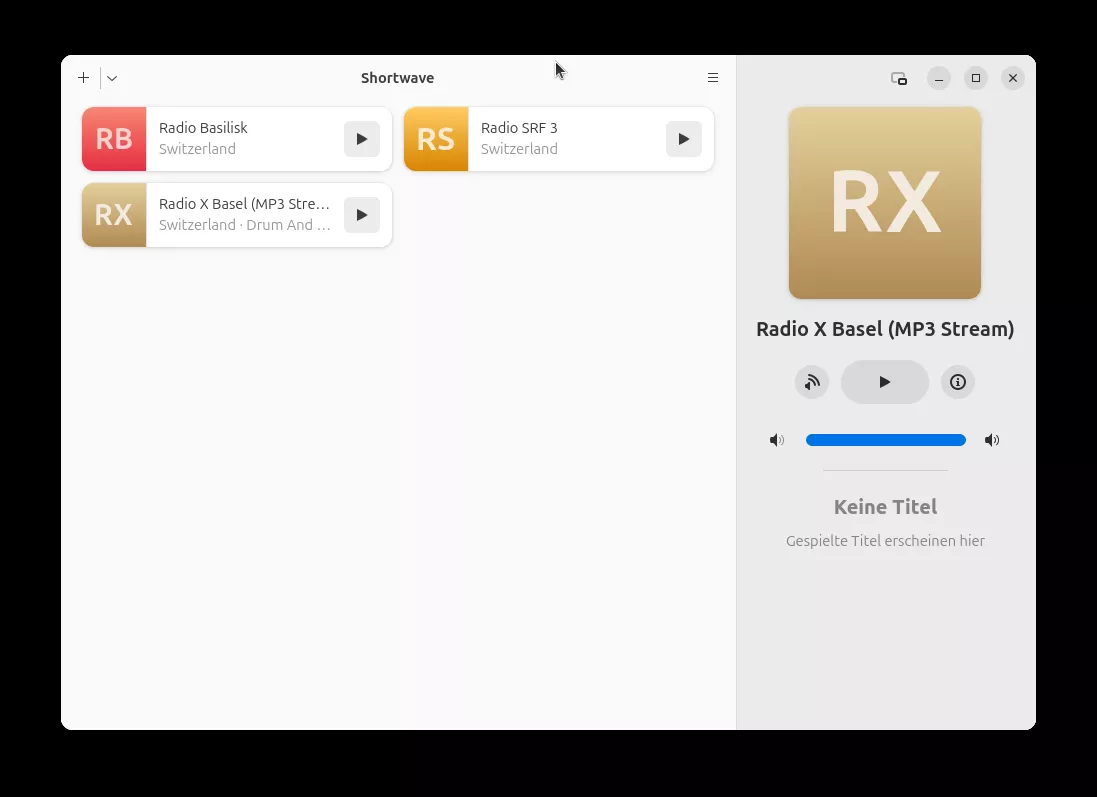 Shortwave
RB
Radio Basilisk
Switzerland
RS
Radio SRF 3
Switzerland
RX
Radio X Basel (MP3 Stre…
Switzerland · Drum And …
RX
Radio X Basel (MP3 Stream)
Keine Titel
Gespielte Titel erscheinen hier